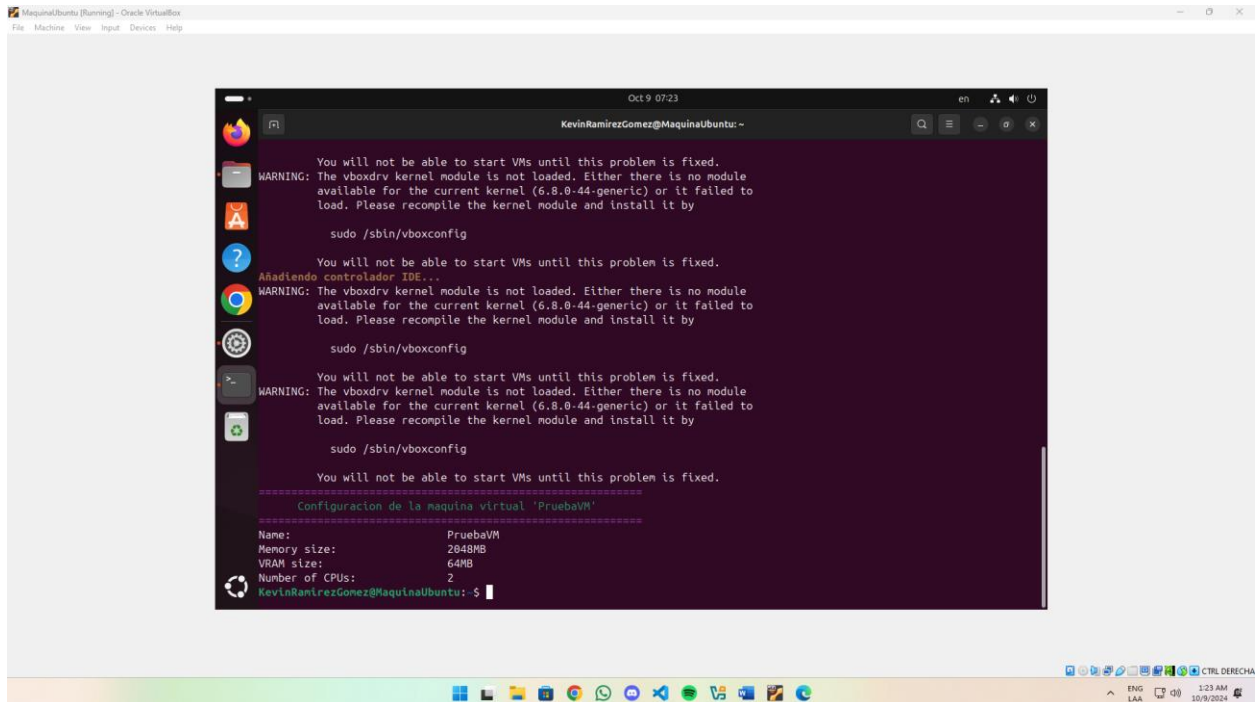 MaquinaUbuntu [Running] - Oracle VirtualBox
File Machine View Input Devices Help
Oct 9 07:23
en
KevinRamirezGomez@MaquinaUbuntu: ~
You will not be able to start VMs until this problem is fixed.
WARNING: The vboxdrv kernel module is not loaded. Either there is no module
available for the current kernel (6.8.0-44-generic) or it failed to
load. Please recompile the kernel module and install it by
sudo /sbin/vboxconfig
You will not be able to start VMs until this problem is fixed.
Añadiendo controlador IDE...
WARNING: The vboxdrv kernel module is not loaded. Either there is no module
available for the current kernel (6.8.0-44-generic) or it failed to
load. Please recompile the kernel module and install it by
sudo /sbin/vboxconfig
You will not be able to start VMs until this problem is fixed.
WARNING: The vboxdrv kernel module is not loaded. Either there is no module
available for the current kernel (6.8.0-44-generic) or it failed to
load. Please recompile the kernel module and install it by
sudo /sbin/vboxconfig
You will not be able to start VMs until this problem is fixed.
===========================================================
Configuracion de la maquina virtual 'PruebaVM'
===========================================================
Name: PruebaVM
Memory size: 2048MB
VRAM size: 64MB
Number of CPUs: 2
KevinRamirezGomez@MaquinaUbuntu:~$
CTRL DERECHA
ENG
LAA
1:23 AM
10/9/2024